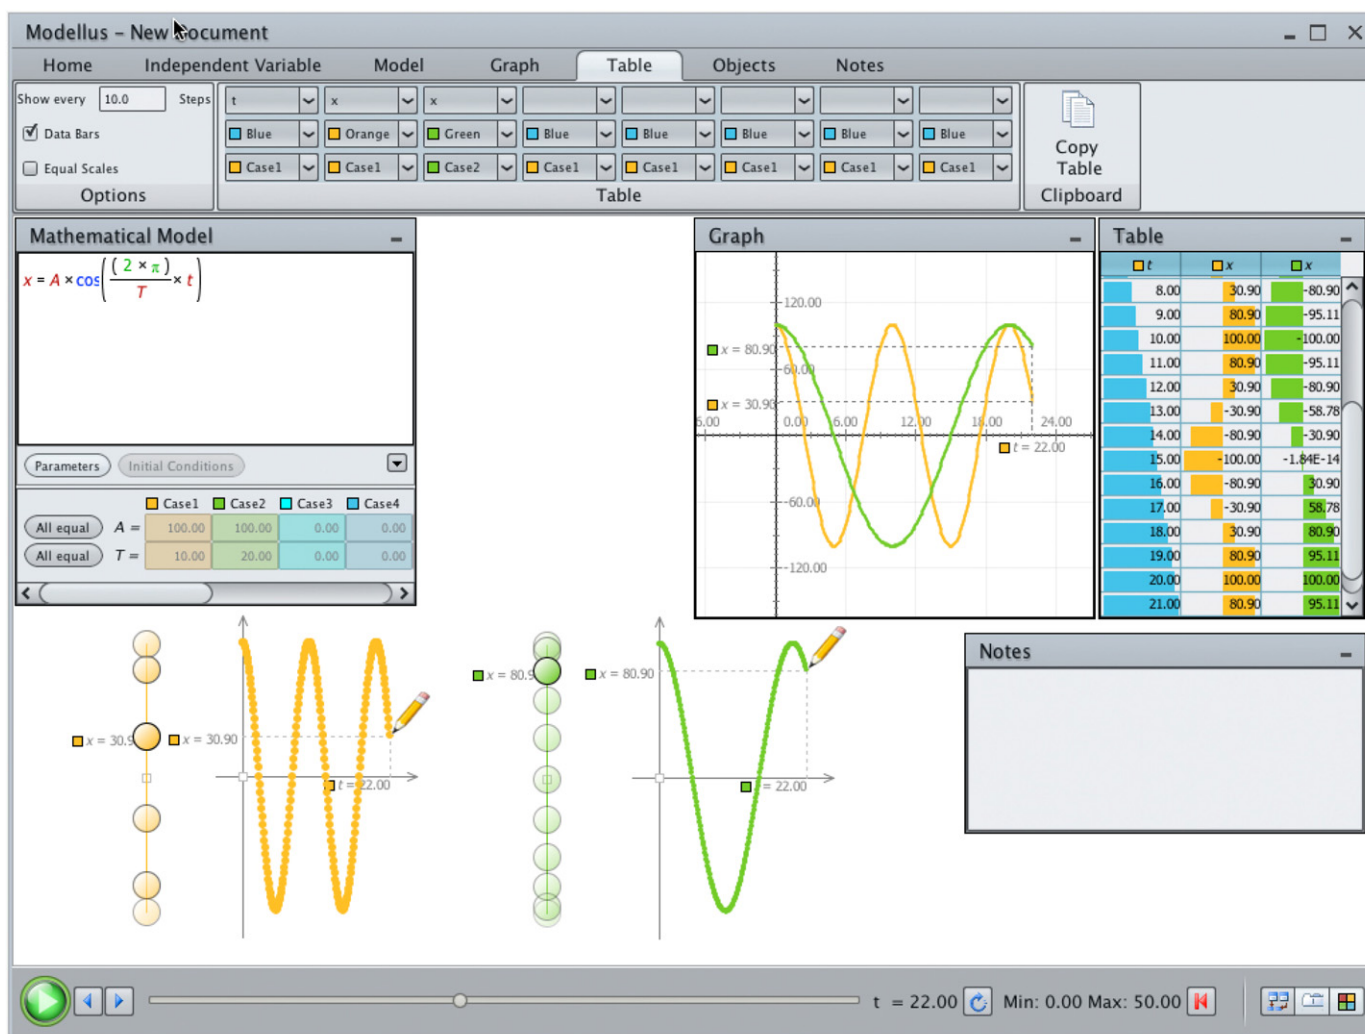 Modellus – New Document
Home Independent Variable Model Graph Table Objects Notes
Show every 10.0 Steps
t x x
Data Bars
Blue Orange Green Blue Blue Blue Blue Blue
Equal Scales
Case1 Case1 Case2 Case1 Case1 Case1 Case1 Case1
Copy
Table
Options Table Clipboard
Mathematical Model
x = A × cos((2 × π)/T × t)
Parameters Initial Conditions
Case1 Case2 Case3 Case4
All equal A = 100.00 100.00 0.00 0.00
All equal T = 10.00 20.00 0.00 0.00
Graph
120.00
x = 80.90
60.00
x = 30.90
0.00 6.00 12.00 18.00 24.00
t = 22.00
-60.00
-120.00
Table
t x x
8.00 30.90 -80.90
9.00 80.90 -95.11
10.00 100.00 -100.00
11.00 80.90 -95.11
12.00 30.90 -80.90
13.00 -30.90 -58.78
14.00 -80.90 -30.90
15.00 -100.00 -1.84E-14
16.00 -80.90 30.90
17.00 -30.90 58.78
18.00 30.90 80.90
19.00 80.90 95.11
20.00 100.00 100.00
21.00 80.90 95.11
x = 30.9
x = 30.90
t = 22.00
x = 80.9
x = 80.90
= 22.00
Notes
t = 22.00 Min: 0.00 Max: 50.00